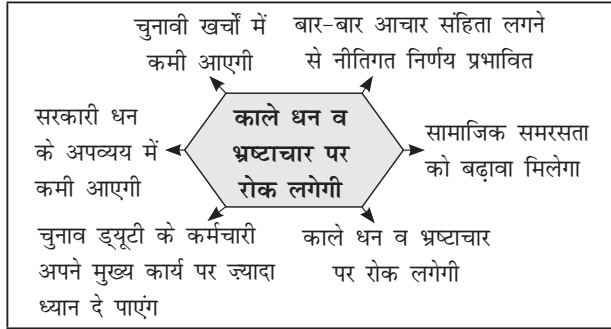 चुनावी खर्चों में
कमी आएगी
बार-बार आचार संहिता लगने
से नीतिगत निर्णय प्रभावित
सरकारी धन
के अपव्यय में
कमी आएगी
काले धन व
भ्रष्टाचार पर
रोक लगेगी
सामाजिक समरसता
को बढ़ावा मिलेगा
चुनाव ड्यूटी के कर्मचारी
अपने मुख्य कार्य पर ज़्यादा
ध्यान दे पाएंग
काले धन व भ्रष्टाचार
पर रोक लगेगी